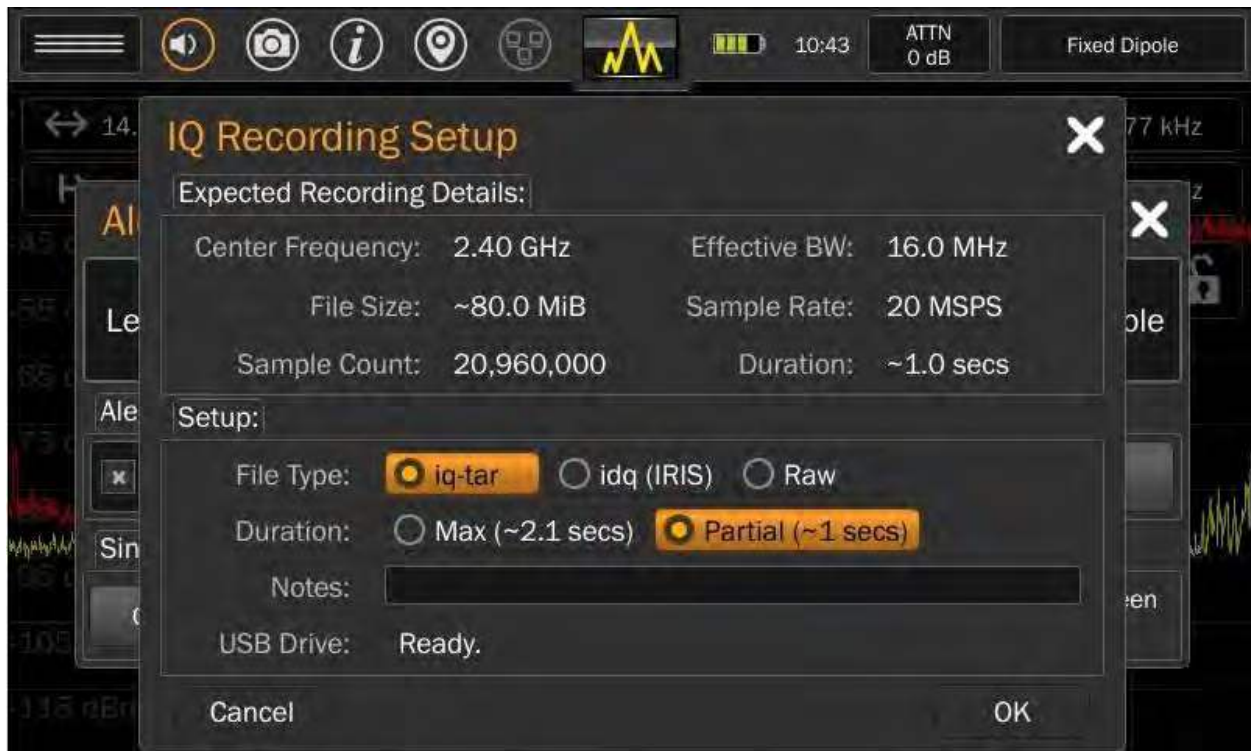 10:43
ATTN
0 dB
Fixed Dipole
14.
77 kHz
IQ Recording Setup
Expected Recording Details:
Center Frequency: 2.40 GHz Effective BW: 16.0 MHz
File Size: ~80.0 MiB Sample Rate: 20 MSPS
Sample Count: 20,960,000 Duration: ~1.0 secs
Setup:
File Type: iq-tar idq (IRIS) Raw
Duration: Max (~2.1 secs) Partial (~1 secs)
Notes:
USB Drive: Ready.
Cancel OK